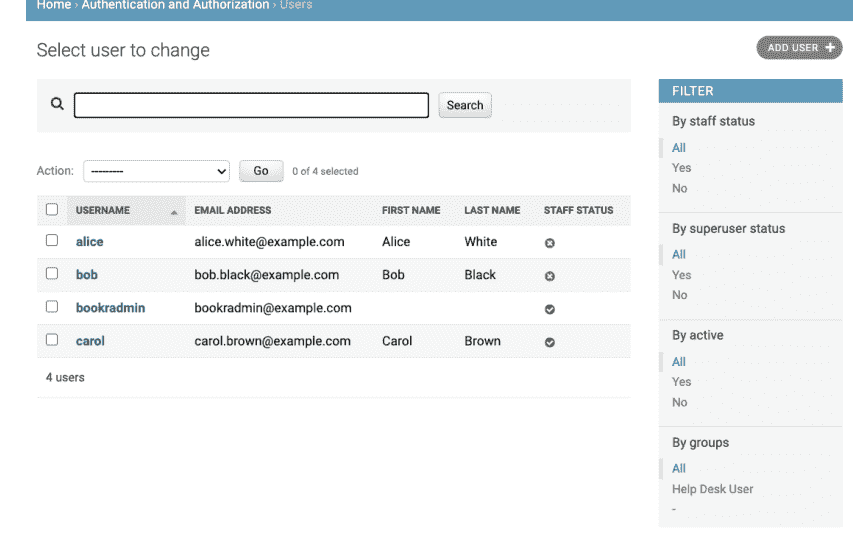 Home › Authentication and Authorization › Users
Select user to change
ADD USER +
Search
Action: --------- Go 0 of 4 selected
USERNAME EMAIL ADDRESS FIRST NAME LAST NAME STAFF STATUS
alice alice.white@example.com Alice White
bob bob.black@example.com Bob Black
bookradmin bookradmin@example.com
carol carol.brown@example.com Carol Brown
4 users
FILTER
By staff status
All
Yes
No
By superuser status
All
Yes
No
By active
All
Yes
No
By groups
All
Help Desk User
-